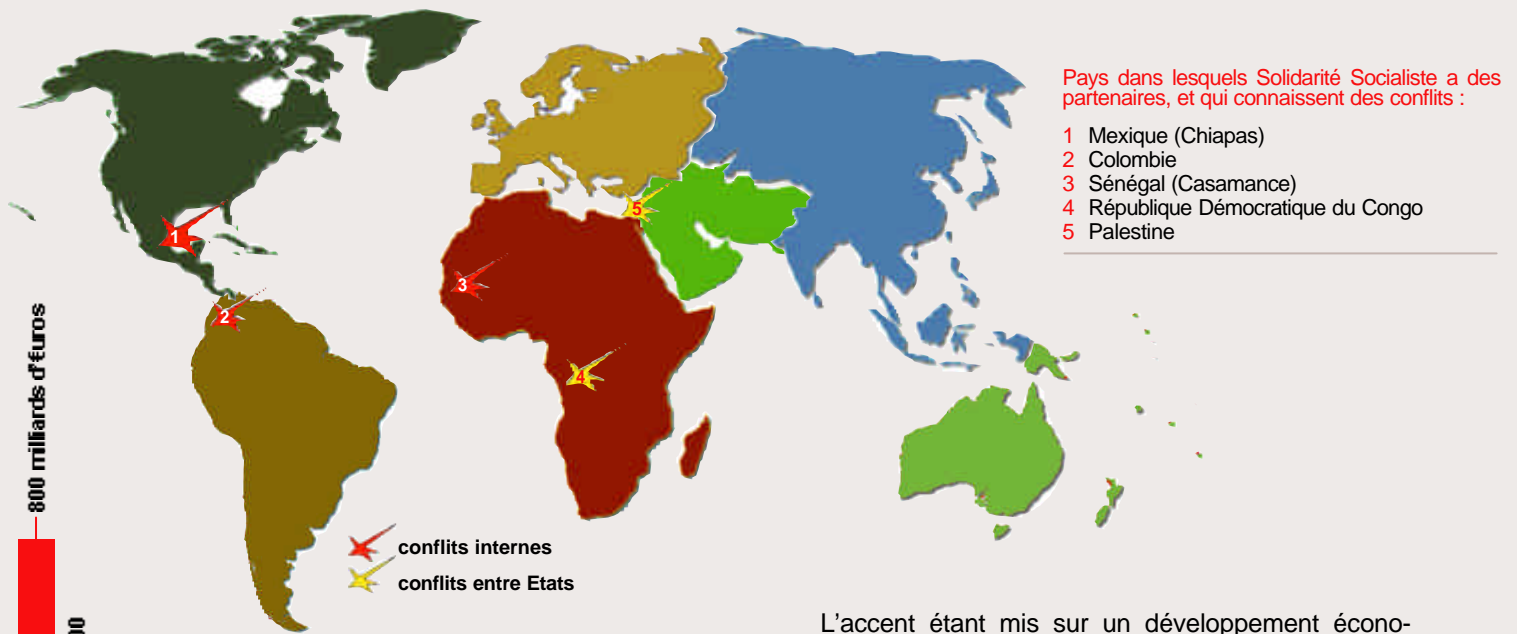 Pays dans lesquels Solidarité Socialiste a des
partenaires, et qui connaissent des conflits :
1 Mexique (Chiapas)
2 Colombie
3 Sénégal (Casamance)
4 République Démocratique du Congo
5 Palestine
1
2
3
4
5
conflits internes
conflits entre Etats
800 milliards d'Euros
L'accent étant mis sur un développement écono-